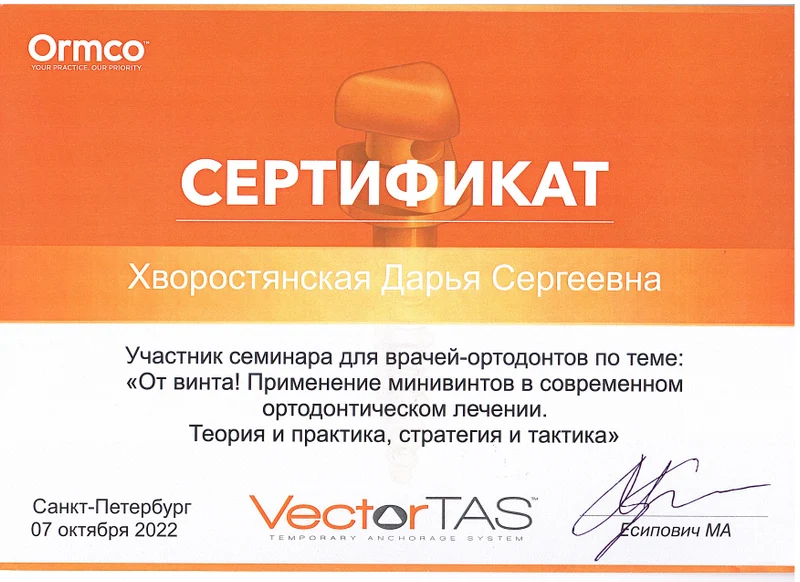 Ormco™
YOUR PRACTICE. OUR PRIORITY.
СЕРТИФИКАТ
Хворостянская Дарья Сергеевна
Участник семинара для врачей-ортодонтов по теме:
«От винта! Применение минивинтов в современном
ортодонтическом лечении.
Теория и практика, стратегия и тактика»
Санкт-Петербург
07 октября 2022
VectorTAS™
TEMPORARY ANCHORAGE SYSTEM
Есипович МА